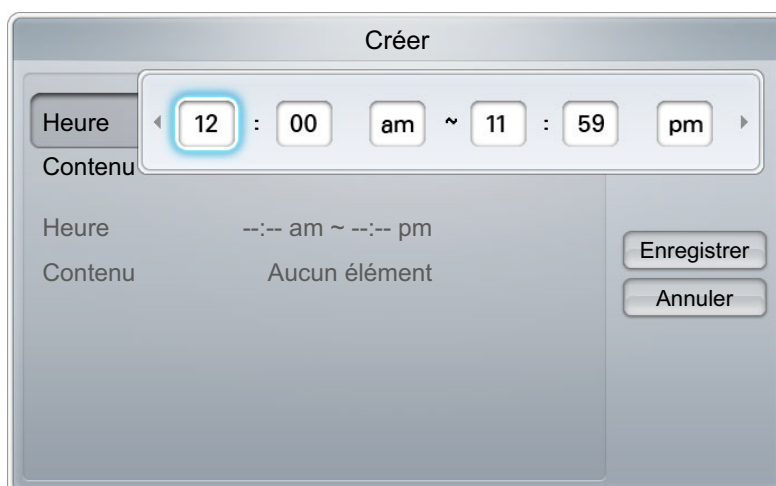 Créer
Heure 12 : 00 am ~ 11 : 59 pm
Contenu
Heure --:-- am ~ --:-- pm
Contenu Aucun élément
Enregistrer
Annuler